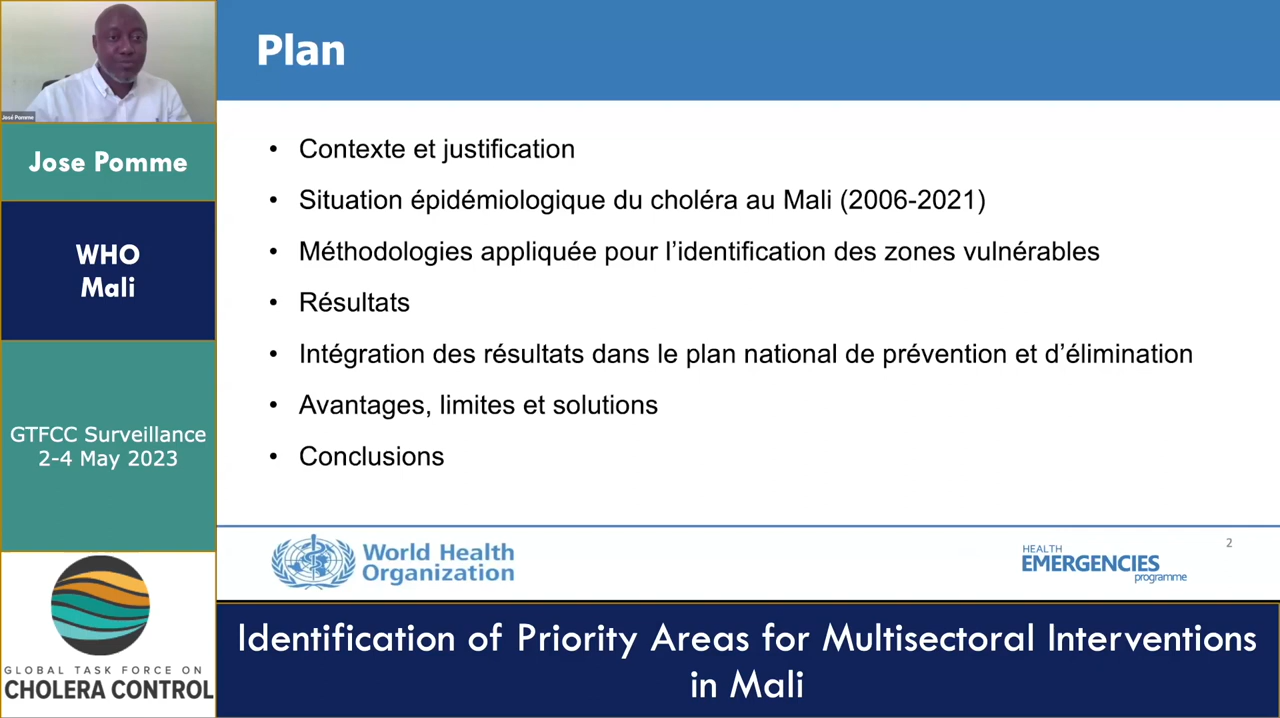 José Pomme
Jose Pomme
WHO
Mali
GTFCC Surveillance
2-4 May 2023
GLOBAL TASK FORCE ON
CHOLERA CONTROL
Plan
• Contexte et justification
• Situation épidémiologique du choléra au Mali (2006-2021)
• Méthodologies appliquée pour l’identification des zones vulnérables
• Résultats
• Intégration des résultats dans le plan national de prévention et d’élimination
• Avantages, limites et solutions
• Conclusions
World Health
Organization
HEALTH
EMERGENCIES
programme
2
Identification of Priority Areas for Multisectoral Interventions
in Mali